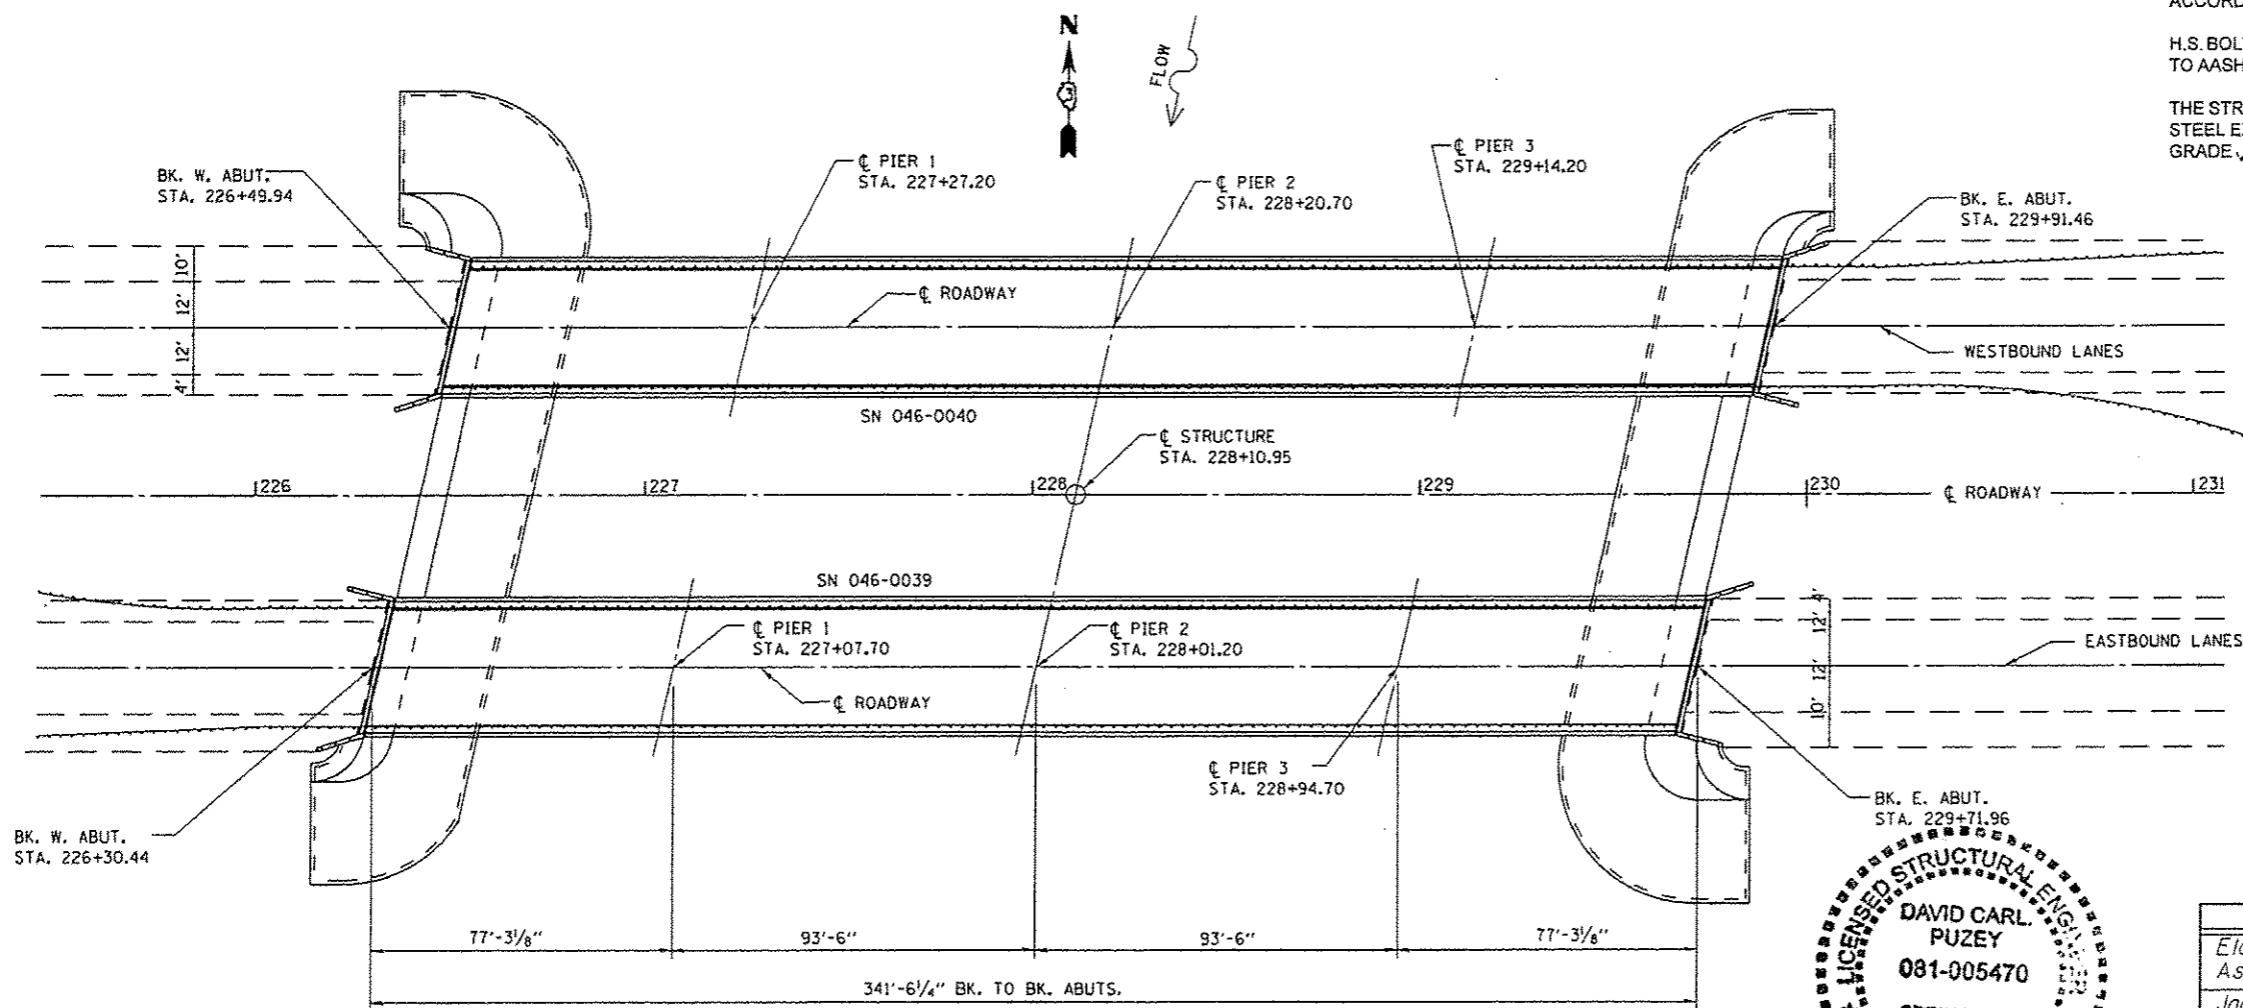 ACCORD
H.S. BOL
TO AASH
THE STR
STEEL E
GRADE
N
FLOW
BK. W. ABUT.
STA. 226+49.94
℄ PIER 1
STA. 227+27.20
℄ PIER 2
STA. 228+20.70
℄ PIER 3
STA. 229+14.20
BK. E. ABUT.
STA. 229+91.46
10'
12'
12'
4'
℄ ROADWAY
WESTBOUND LANES
SN 046-0040
℄ STRUCTURE
STA. 228+10.95
226
227
228
229
230
℄ ROADWAY
231
SN 046-0039
℄ PIER 1
STA. 227+07.70
℄ PIER 2
STA. 228+01.20
℄ ROADWAY
4'
12'
12'
10'
EASTBOUND LANES
℄ PIER 3
STA. 228+94.70
BK. E. ABUT.
STA. 229+71.96
BK. W. ABUT.
STA. 226+30.44
77'-3⅛"
93'-6"
93'-6"
77'-3⅛"
341'-6¼" BK. TO BK. ABUTS.
LICENSED STRUCTURAL
DAVID CARL.
PUZEY
081-005470
As